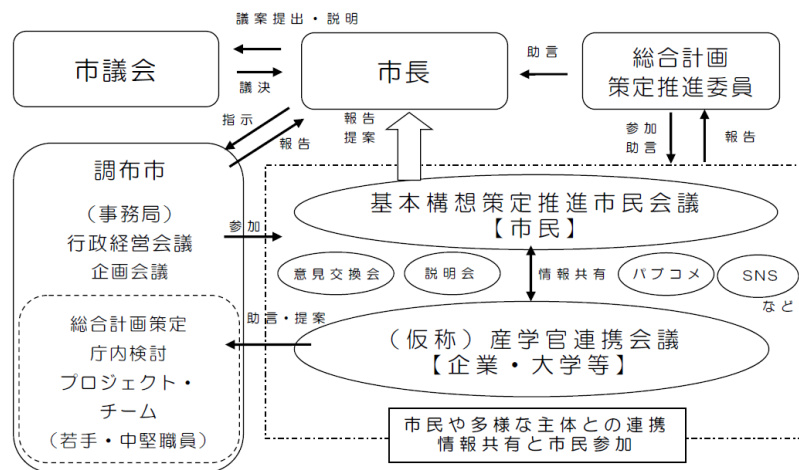 議案提出・説明
市議会
市長
総合計画
策定推進委員
議決
助言
指示
報告
報告
提案
参加
助言
報告
調布市
（事務局）
行政経営会議
企画会議
参加
基本構想策定推進市民会議
【市民】
意見交換会
説明会
情報共有
パブコメ
SNS
など
総合計画策定
庁内検討
プロジェクト・
チーム
（若手・中堅職員）
助言・提案
（仮称）産学官連携会議
【企業・大学等】
市民や多様な主体との連携
情報共有と市民参加